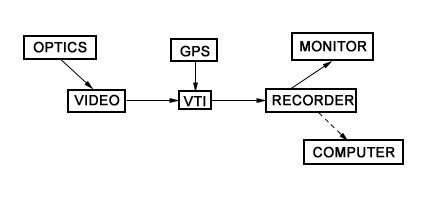 OPTICS
GPS
MONITOR
VIDEO
VTI
RECORDER
COMPUTER